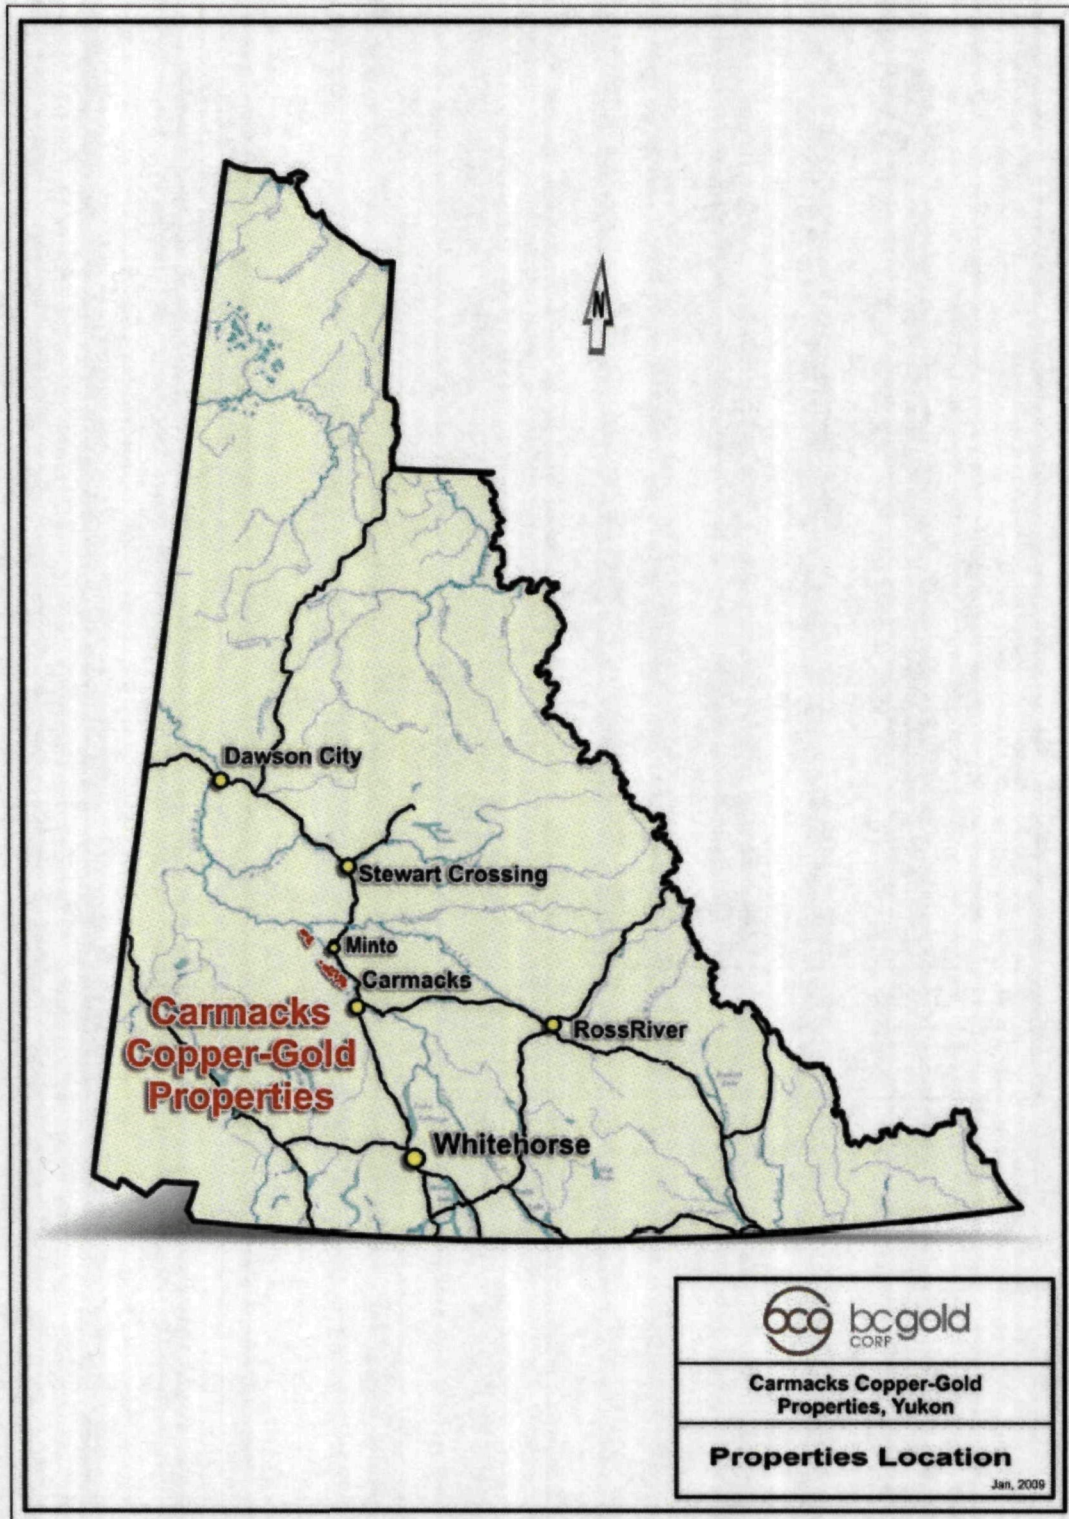 N
Dawson City
Stewart Crossing
Minto
Carmacks
Carmacks
Copper-Gold
Properties
RossRiver
Whitehorse
bcg bcgold
CORP
Carmacks Copper-Gold
Properties, Yukon
Properties Location
Jan, 2009